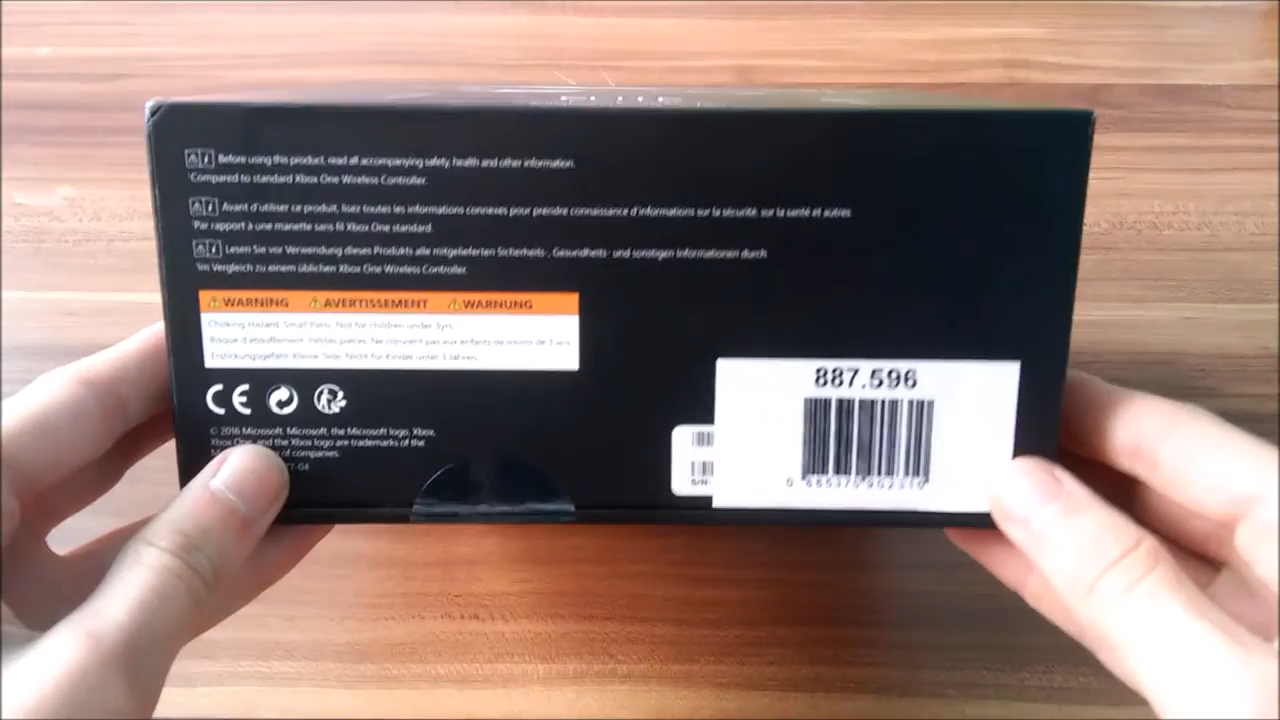 Before using this product, read all accompanying safety, health and other information.
Compared to standard Xbox One Wireless Controller.
Avant d'utiliser ce produit, lisez toutes les informations connexes pour prendre connaissance d'informations sur la sécurité, sur la santé et autres
Par rapport à une manette sans fil Xbox One standard.
Lesen Sie vor Verwendung dieses Produkts alle mitgelieferten Sicherheits-, Gesundheits- und sonstigen Informationen durch
Im Vergleich zu einem üblichen Xbox One Wireless Controller.
WARNING AVERTISSEMENT WARNUNG
Choking Hazard. Small Parts. Not for children under 3yrs.
Risque d'étouffement. Petites pièces. Ne convient pas aux enfants de moins de 3 ans
Erstickungsgefahr. Kleine Teile. Nicht für Kinder unter 3 Jahren.
CE
© 2016 Microsoft. Microsoft, the Microsoft logo, Xbox,
Xbox One, and the Xbox logo are trademarks of the
of companies.
-04
887.596
S/N: